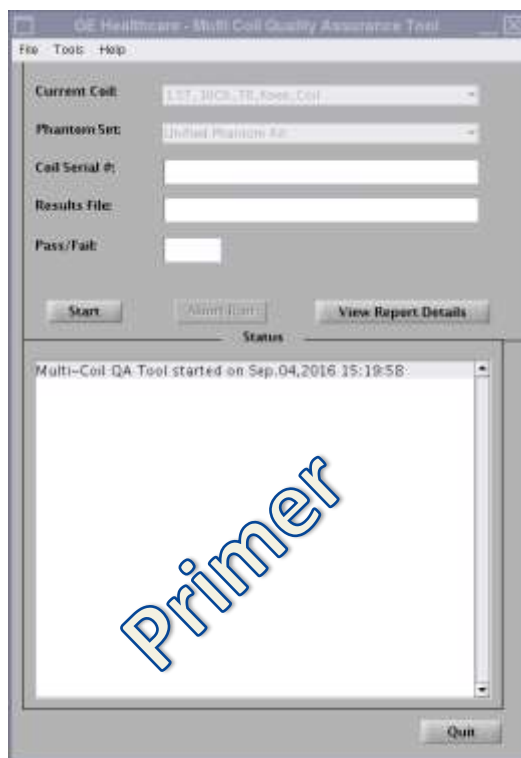 GE Healthcare - Multi Coil Quality Assurance Tool
File Tools Help
Current Coil:
Phantom Set: Unified Phantom Kit
Coil Serial #:
Results File:
Pass/Fail:
Start View Report Details
Status
Multi-Coil QA Tool started on Sep.04,2016 15:19:58
Primer
Quit